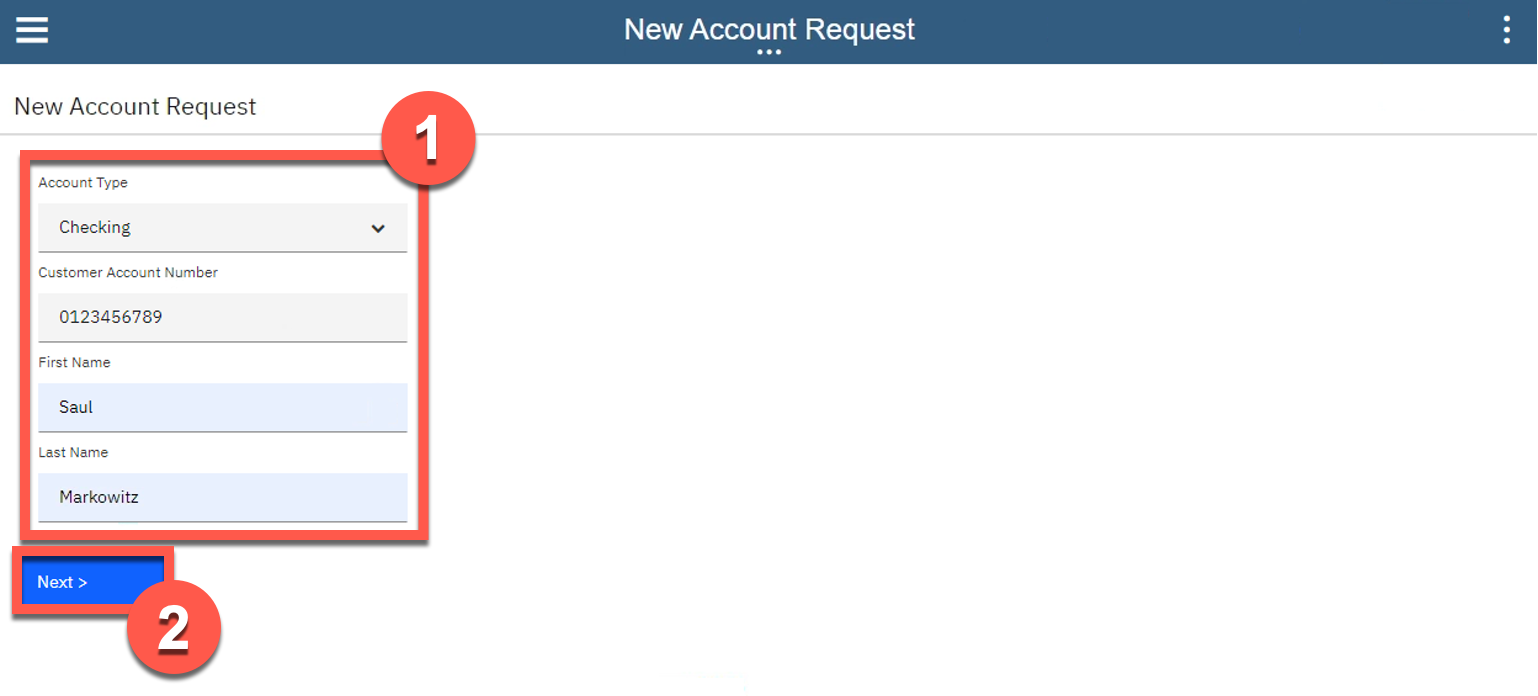 New Account Request
New Account Request
1
Account Type
Checking
Customer Account Number
0123456789
First Name
Saul
Last Name
Markowitz
Next >
2